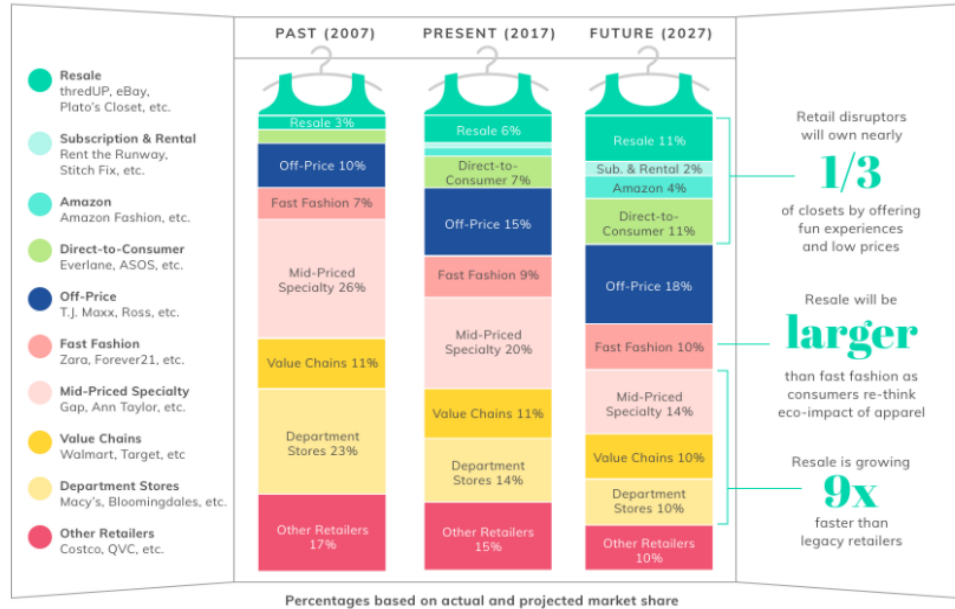 PAST (2007)
PRESENT (2017)
FUTURE (2027)
Resale
thredUP, eBay,
Plato's Closet, etc.
Subscription & Rental
Rent the Runway,
Stitch Fix, etc.
Amazon
Amazon Fashion, etc.
Direct-to-Consumer
Everlane, ASOS, etc.
Off-Price
T.J. Maxx, Ross, etc.
Fast Fashion
Zara, Forever21, etc.
Mid-Priced Specialty
Gap, Ann Taylor, etc.
Value Chains
Walmart, Target, etc
Department Stores
Macy's, Bloomingdales, etc.
Other Retailers
Costco, QVC, etc.
Resale 3%
Off-Price 10%
Fast Fashion 7%
Mid-Priced
Specialty 26%
Value Chains 11%
Department
Stores 23%
Other Retailers
17%
Resale 6%
Direct-to-
Consumer 7%
Off-Price 15%
Fast Fashion 9%
Mid-Priced
Specialty 20%
Value Chains 11%
Department
Stores 14%
Other Retailers
15%
Resale 11%
Sub. & Rental 2%
Amazon 4%
Direct-to-
Consumer 11%
Off-Price 18%
Fast Fashion 10%
Mid-Priced
Specialty 14%
Value Chains 10%
Department
Stores 10%
Other Retailers
10%
Retail disruptors
will own nearly
1/3
of closets by offering
fun experiences
and low prices
Resale will be
larger
than fast fashion as
consumers re-think
eco-impact of apparel
Resale is growing
9x
faster than
legacy retailers
Percentages based on actual and projected market share